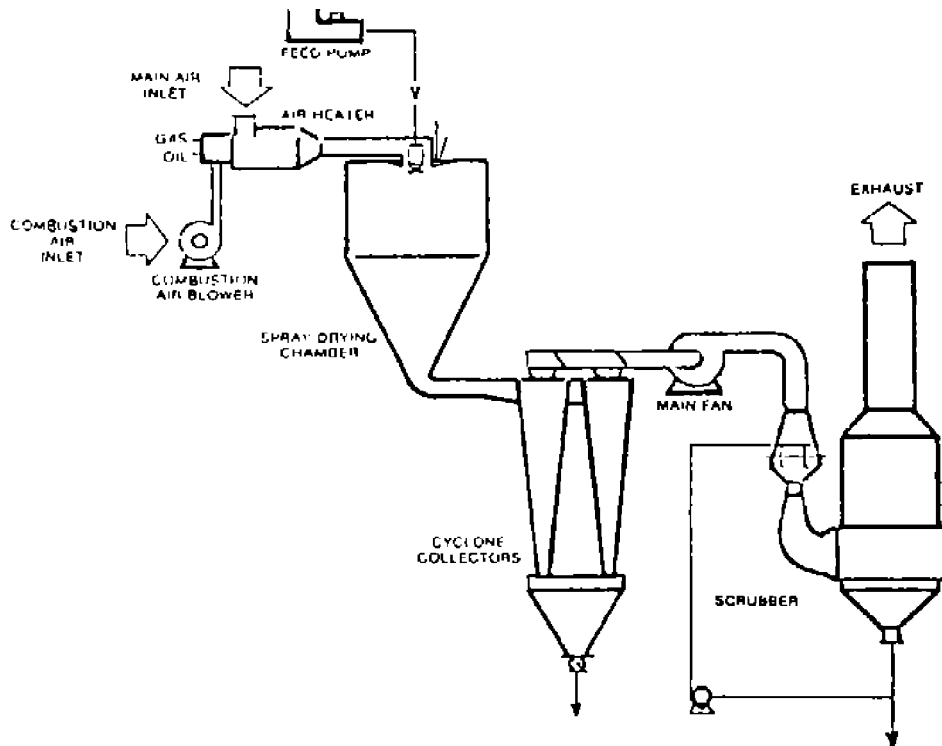 FEED PUMP
MAIN AIR
INLET
AIR HEATER
GAS
OIL
COMBUSTION
AIR
INLET
COMBUSTION
AIR BLOWER
SPRAY DRYING
CHAMBER
EXHAUST
MAIN FAN
CYCLONE
COLLECTORS
SCRUBBER